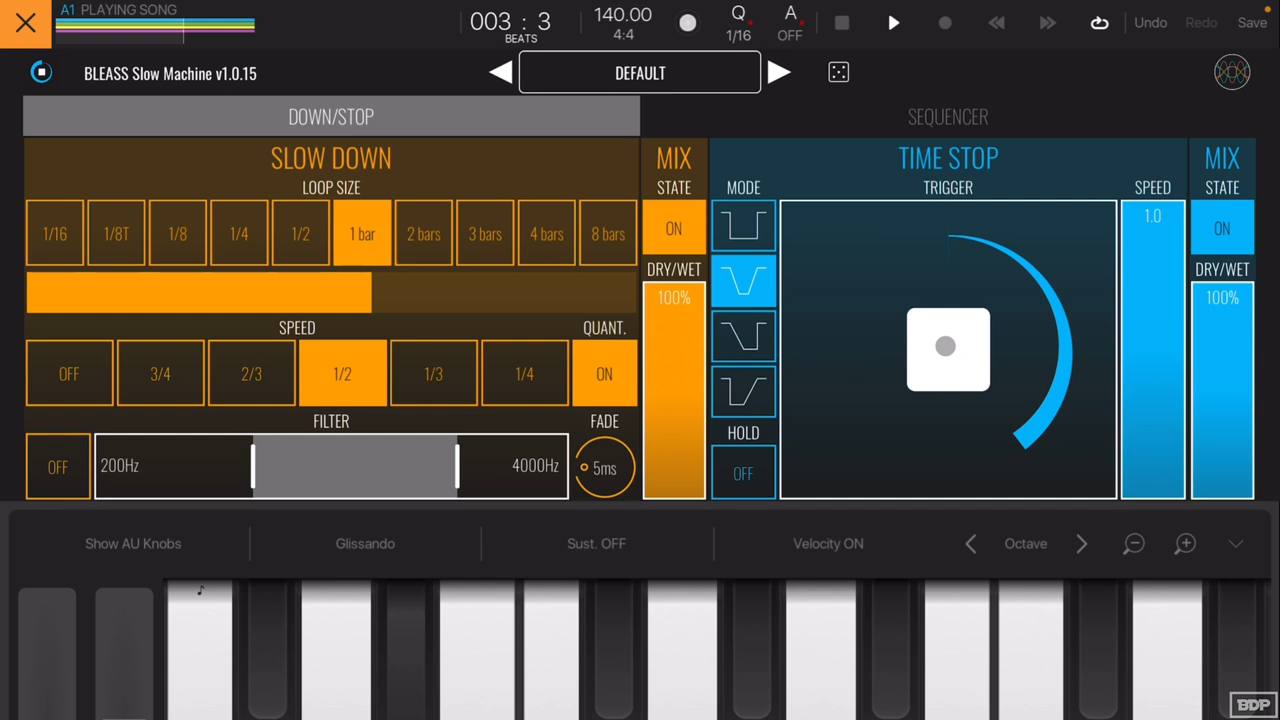 A1 PLAYING SONG
003 : 3
BEATS
140.00
4:4
Q
1/16
A
OFF
Undo
Redo
Save
BLEASS Slow Machine v1.0.15
DEFAULT
DOWN/STOP
SEQUENCER
SLOW DOWN
LOOP SIZE
1/16
1/8T
1/8
1/4
1/2
1 bar
2 bars
3 bars
4 bars
8 bars
SPEED
QUANT.
OFF
3/4
2/3
1/2
1/3
1/4
ON
FILTER
FADE
OFF
200Hz
4000Hz
5ms
MIX
STATE
ON
DRY/WET
100%
TIME STOP
MODE
TRIGGER
SPEED
1.0
HOLD
OFF
MIX
STATE
ON
DRY/WET
100%
Show AU Knobs
Glissando
Sust. OFF
Velocity ON
Octave
BDP